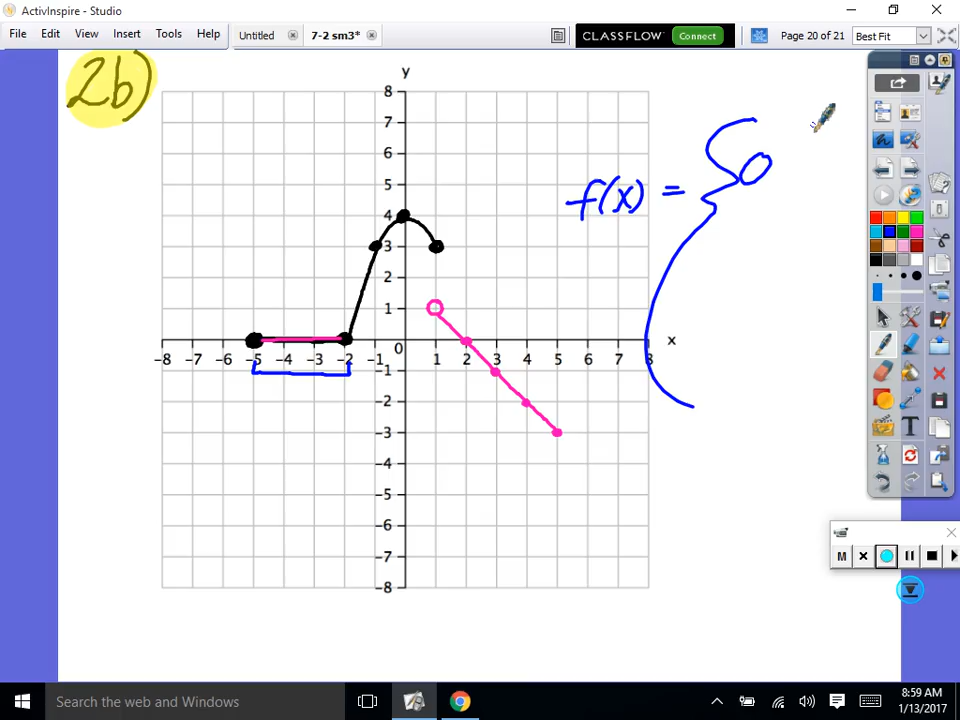 ActivInspire - Studio
File Edit View Insert Tools Help Untitled 7-2 sm3* CLASSFLOW Connect Page 20 of 21 Best Fit
2b)
y
8
7
6
5
4
3
2
1
f(x) = { 0
-8 -7 -6 -5 -4 -3 -2 -1 0 1 2 3 4 5 6 7 8 x
-1
-2
-3
-4
-5
-6
-7
-8
T
M
Search the web and Windows
8:59 AM
1/13/2017